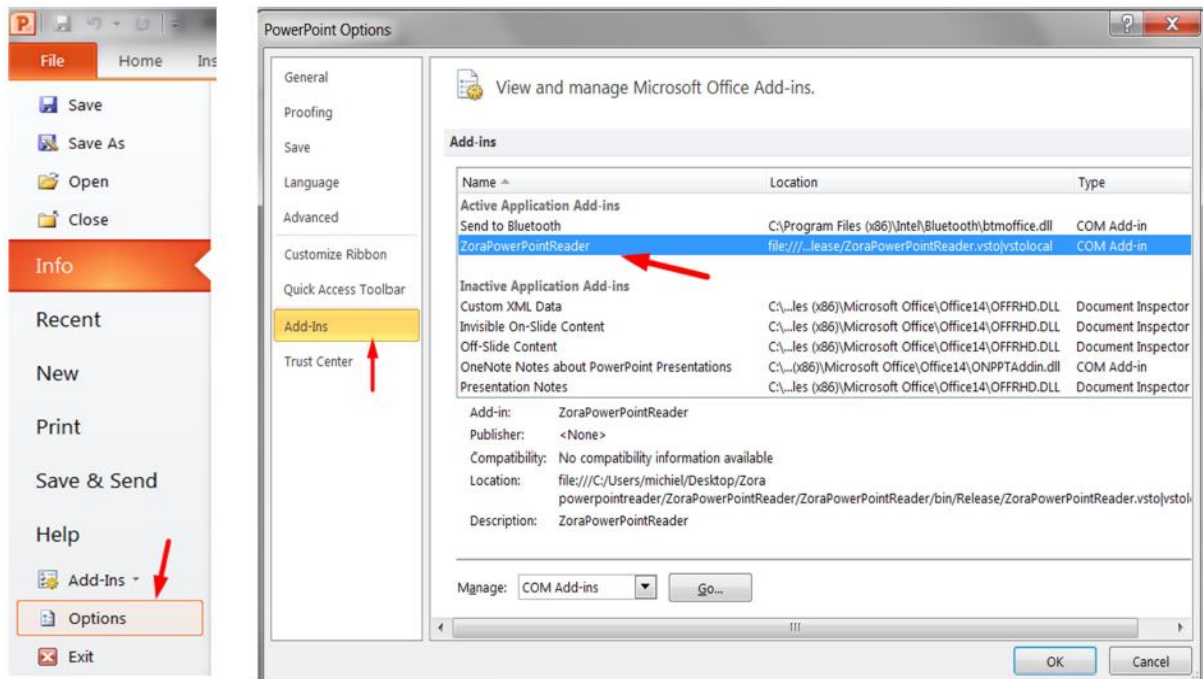 P
File Home Ins
Save
Save As
Open
Close
Info
Recent
New
Print
Save & Send
Help
Add-Ins
Options
Exit
PowerPoint Options
General
Proofing
Save
Language
Advanced
Customize Ribbon
Quick Access Toolbar
Add-Ins
Trust Center
View and manage Microsoft Office Add-ins.
Add-ins
Name Location Type
Active Application Add-ins
Send to Bluetooth C:\Program Files (x86)\Intel\Bluetooth\btmoffice.dll COM Add-in
ZoraPowerPointReader file:///...lease/ZoraPowerPointReader.vsto|vstolocal COM Add-in
Inactive Application Add-ins
Custom XML Data C:\...les (x86)\Microsoft Office\Office14\OFFRHD.DLL Document Inspector
Invisible On-Slide Content C:\...les (x86)\Microsoft Office\Office14\OFFRHD.DLL Document Inspector
Off-Slide Content C:\...les (x86)\Microsoft Office\Office14\OFFRHD.DLL Document Inspector
OneNote Notes about PowerPoint Presentations C:\...(x86)\Microsoft Office\Office14\ONPPTAddin.dll COM Add-in
Presentation Notes C:\...les (x86)\Microsoft Office\Office14\OFFRHD.DLL Document Inspector
Add-in: ZoraPowerPointReader
Publisher: <None>
Compatibility: No compatibility information available
Location: file:///C:/Users/michiel/Desktop/Zora
powerpointreader/ZoraPowerPointReader/ZoraPowerPointReader/bin/Release/ZoraPowerPointReader.vsto|vstol
Description: ZoraPowerPointReader
Manage: COM Add-ins Go...
OK Cancel